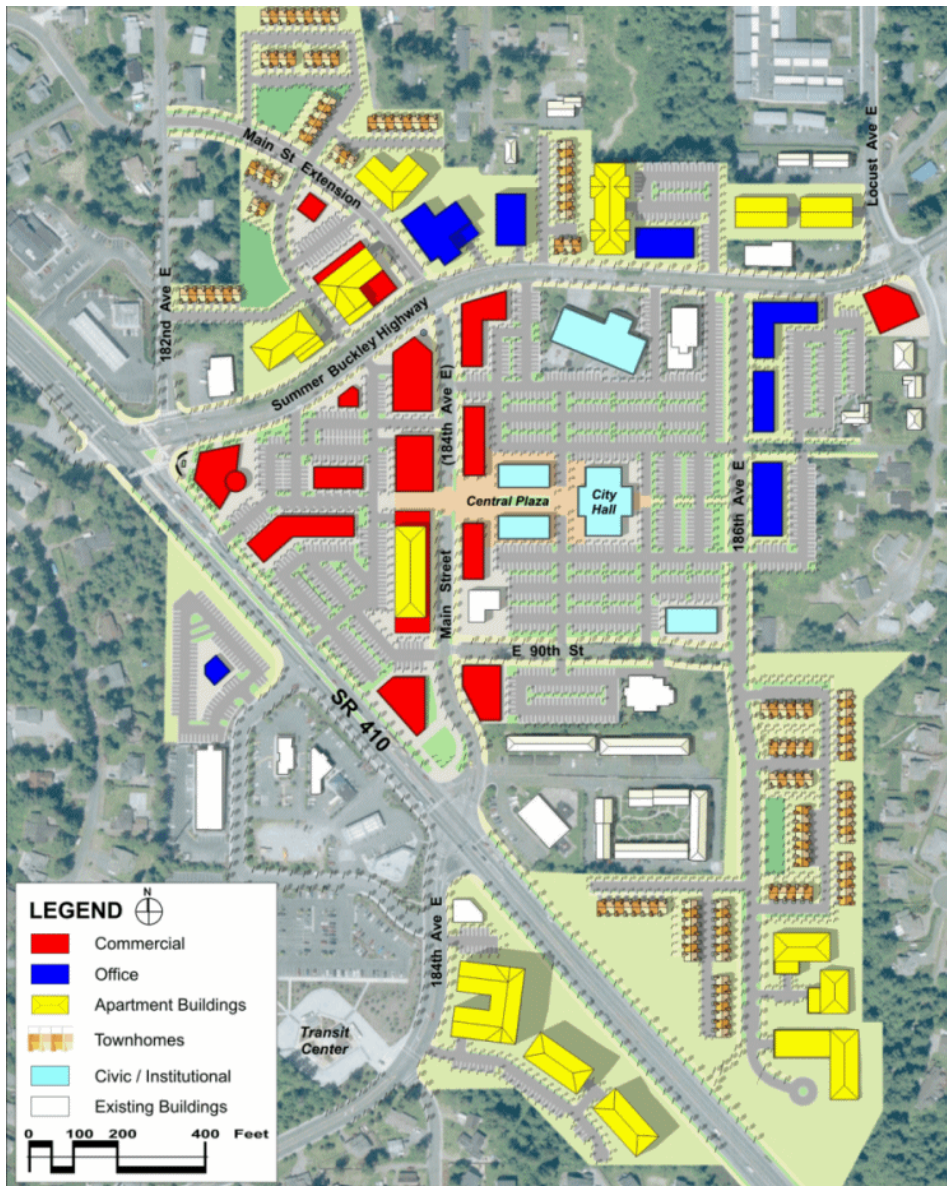 Main St Extension
Locust Ave E
182nd Ave E
Summer Buckley Highway
(184th Ave E)
Central Plaza
City
Hall
186th Ave E
Main Street
E 90th St
SR 410
184th Ave E
Transit
Center
LEGEND
N
Commercial
Office
Apartment Buildings
Townhomes
Civic / Institutional
Existing Buildings
0 100 200 400 Feet